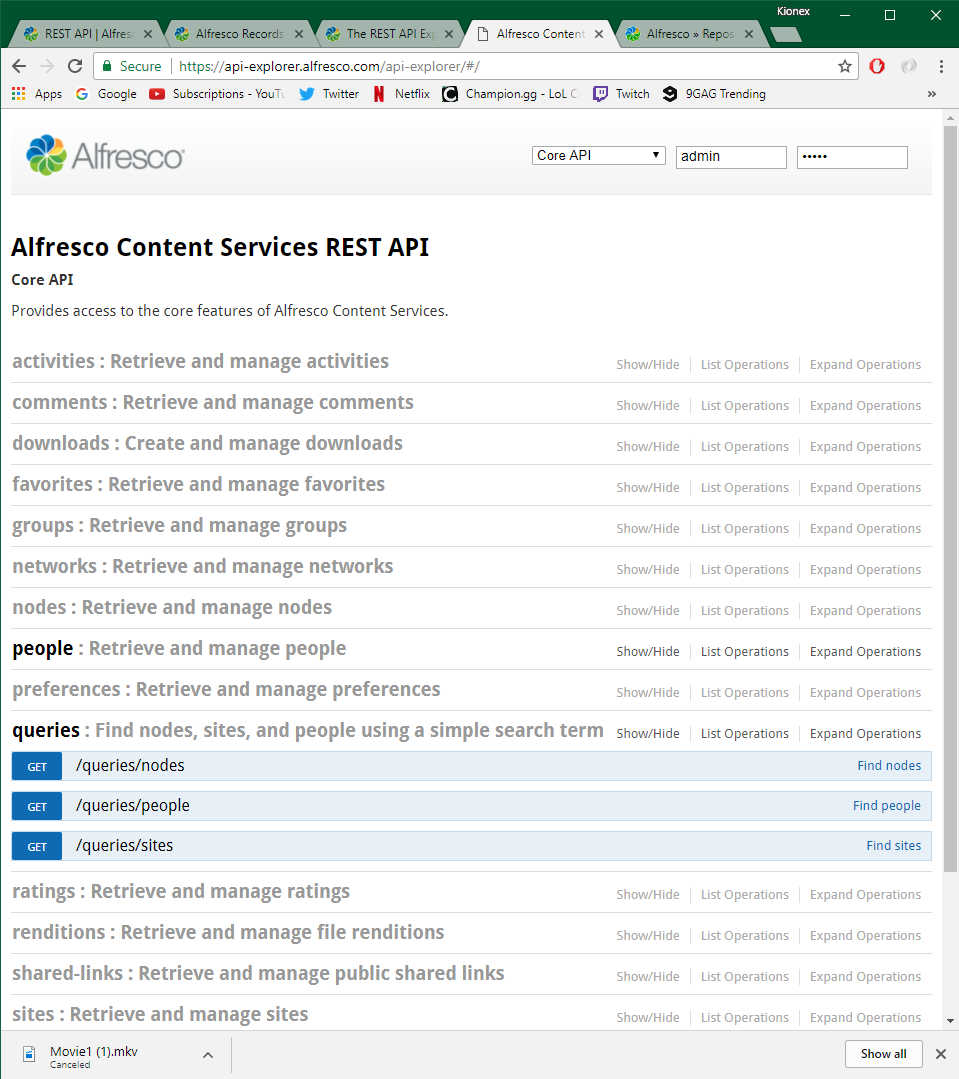 Kionex
REST API | Alfresc
Alfresco Records
The REST API Exp
Alfresco Content
Alfresco » Repos
Secure
https://api-explorer.alfresco.com/api-explorer/#/
Apps
Google
Subscriptions - YouTu
Twitter
Netflix
Champion.gg - LoL C
Twitch
9GAG Trending
»
Alfresco
Core API
admin
•••••
Alfresco Content Services REST API
Core API
Provides access to the core features of Alfresco Content Services.
activities : Retrieve and manage activities Show/Hide List Operations Expand Operations
comments : Retrieve and manage comments Show/Hide List Operations Expand Operations
downloads : Create and manage downloads Show/Hide List Operations Expand Operations
favorites : Retrieve and manage favorites Show/Hide List Operations Expand Operations
groups : Retrieve and manage groups Show/Hide List Operations Expand Operations
networks : Retrieve and manage networks Show/Hide List Operations Expand Operations
nodes : Retrieve and manage nodes Show/Hide List Operations Expand Operations
people : Retrieve and manage people Show/Hide List Operations Expand Operations
preferences : Retrieve and manage preferences Show/Hide List Operations Expand Operations
queries : Find nodes, sites, and people using a simple search term Show/Hide List Operations Expand Operations
GET /queries/nodes Find nodes
GET /queries/people Find people
GET /queries/sites Find sites
ratings : Retrieve and manage ratings Show/Hide List Operations Expand Operations
renditions : Retrieve and manage file renditions Show/Hide List Operations Expand Operations
shared-links : Retrieve and manage public shared links Show/Hide List Operations Expand Operations
sites : Retrieve and manage sites Show/Hide List Operations Expand Operations
Movie1 (1).mkv
Canceled
Show all